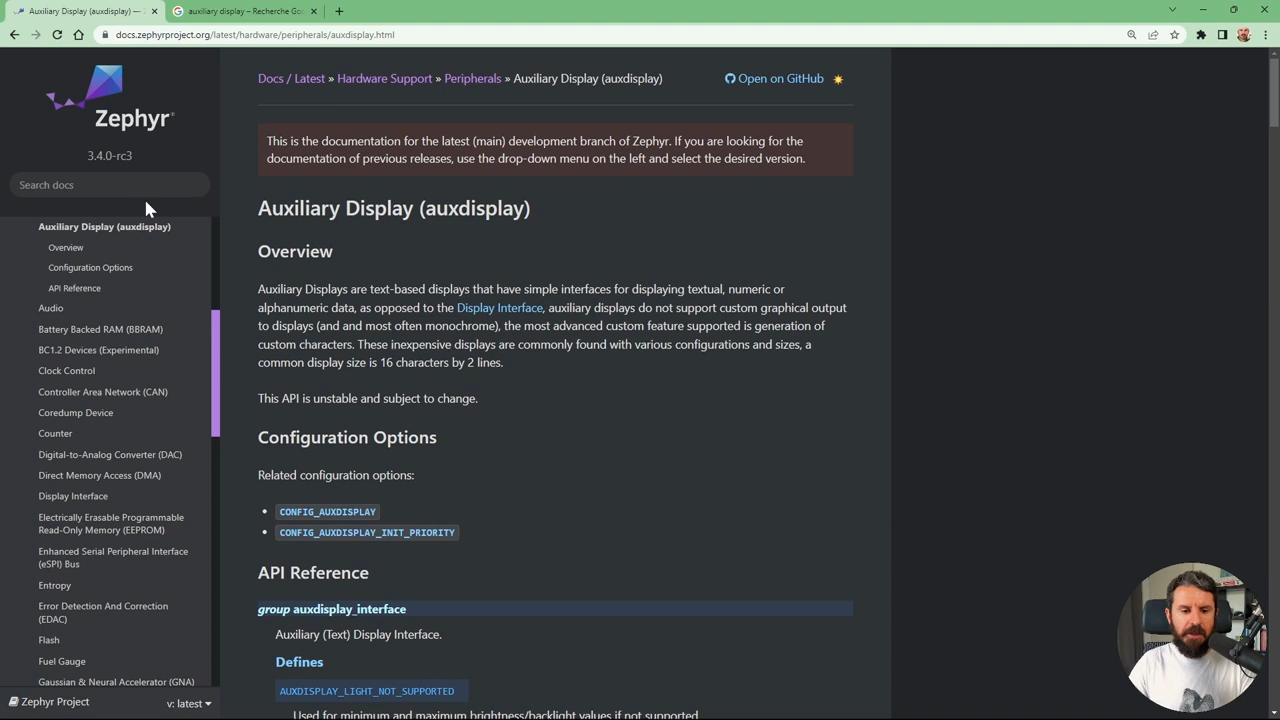 Auxiliary Display (auxdisplay) —
auxiliary display – Recherche Goo
docs.zephyrproject.org/latest/hardware/peripherals/auxdisplay.html
Zephyr
3.4.0-rc3
Search docs
Auxiliary Display (auxdisplay)
Overview
Configuration Options
API Reference
Audio
Battery Backed RAM (BBRAM)
BC1.2 Devices (Experimental)
Clock Control
Controller Area Network (CAN)
Coredump Device
Counter
Digital-to-Analog Converter (DAC)
Direct Memory Access (DMA)
Display Interface
Electrically Erasable Programmable
Read-Only Memory (EEPROM)
Enhanced Serial Peripheral Interface
(eSPI) Bus
Entropy
Error Detection And Correction
(EDAC)
Flash
Fuel Gauge
Gaussian & Neural Accelerator (GNA)
Zephyr Project
v: latest
Docs / Latest » Hardware Support » Peripherals » Auxiliary Display (auxdisplay)
Open on GitHub
This is the documentation for the latest (main) development branch of Zephyr. If you are looking for the
documentation of previous releases, use the drop-down menu on the left and select the desired version.
Auxiliary Display (auxdisplay)
Overview
Auxiliary Displays are text-based displays that have simple interfaces for displaying textual, numeric or
alphanumeric data, as opposed to the Display Interface, auxiliary displays do not support custom graphical output
to displays (and and most often monochrome), the most advanced custom feature supported is generation of
custom characters. These inexpensive displays are commonly found with various configurations and sizes, a
common display size is 16 characters by 2 lines.
This API is unstable and subject to change.
Configuration Options
Related configuration options:
• CONFIG_AUXDISPLAY
• CONFIG_AUXDISPLAY_INIT_PRIORITY
API Reference
group auxdisplay_interface
Auxiliary (Text) Display Interface.
Defines
AUXDISPLAY_LIGHT_NOT_SUPPORTED
Used for minimum and maximum brightness/backlight values if not supported